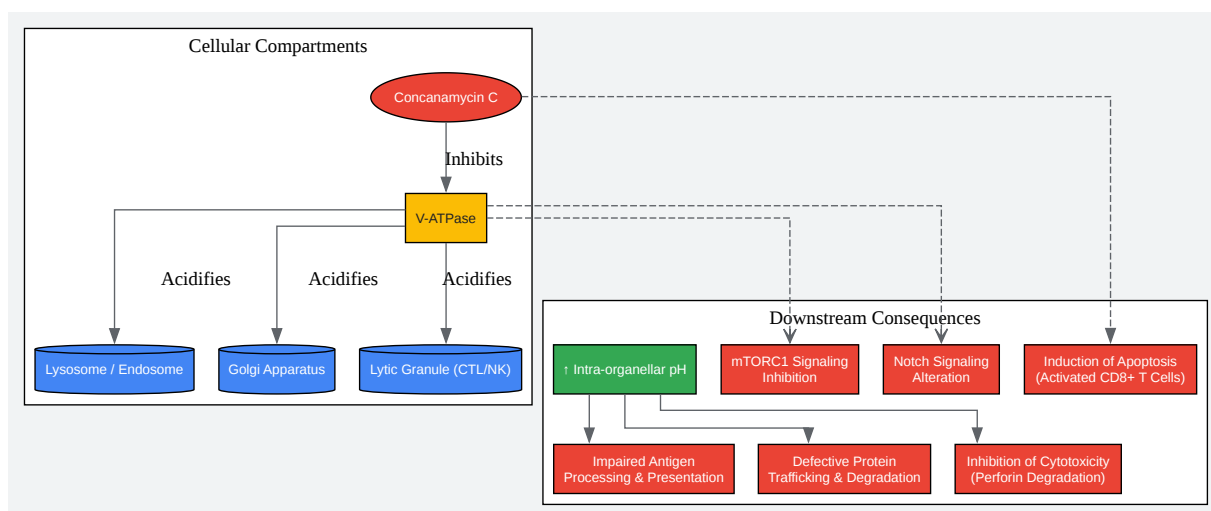 Cellular Compartments
Concanamycin C
Inhibits
V-ATPase
Acidifies
Acidifies
Acidifies
Lysosome / Endosome
Golgi Apparatus
Lytic Granule (CTL/NK)
Downstream Consequences
↑ Intra-organellar pH
mTORC1 Signaling
Inhibition
Notch Signaling
Alteration
Induction of Apoptosis
(Activated CD8+ T Cells)
Impaired Antigen
Processing & Presentation
Defective Protein
Trafficking & Degradation
Inhibition of Cytotoxicity
(Perforin Degradation)